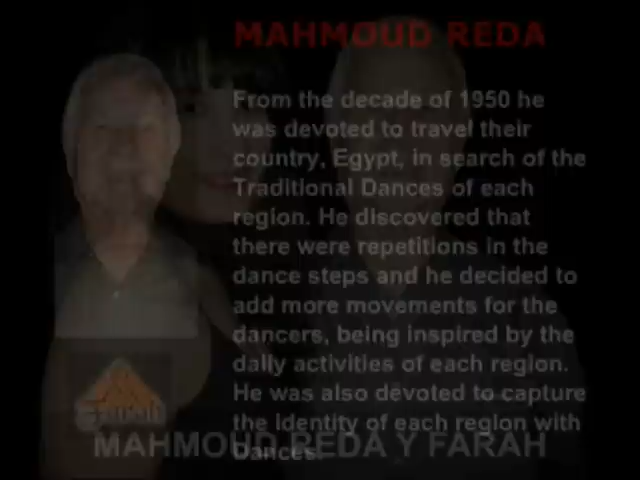 MAHMOUD REDA
From the decade of 1950 he
was devoted to travel their
country, Egypt, in search of the
Traditional Dances of each
region. He discovered that
there were repetitions in the
dance steps and he decided to
add more movements for the
dancers, being inspired by the
daily activities of each region.
He was also devoted to capture
the Identity of each region with
Dances.
MAHMOUD REDA Y FARAH